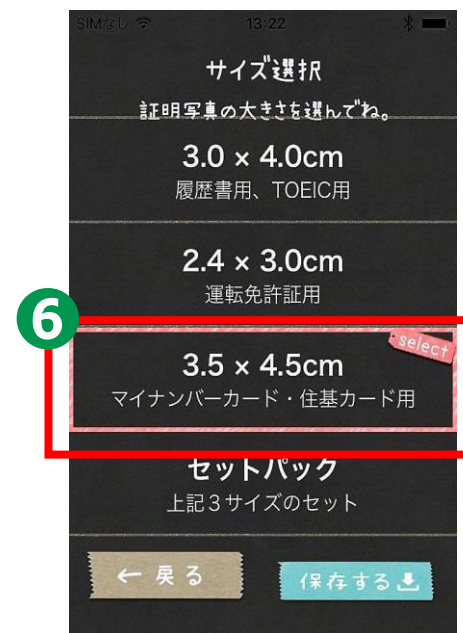 SIMなし 13:22
サイズ選択
証明写真の大きさを選んでね。
3.0 × 4.0cm
履歴書用、TOEIC用
2.4 × 3.0cm
運転免許証用
6
select
3.5 × 4.5cm
マイナンバーカード・住基カード用
セットパック
上記3サイズのセット
← 戻る
保存する